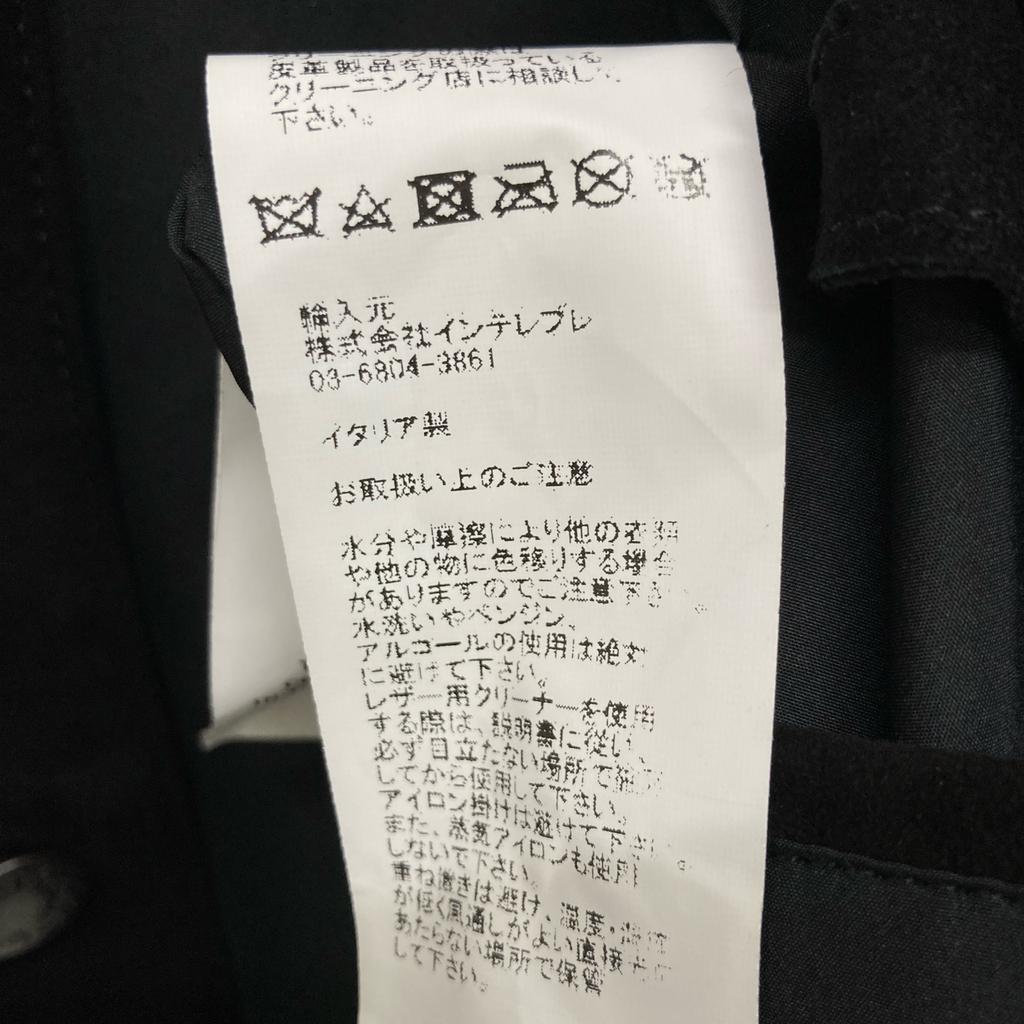 皮革製品を取扱っている
クリーニング店に相談して
下さい。
輸入元
株式会社インテレプレ
03-6804-3861
イタリア製
お取扱い上のご注意
水分や摩擦により他の衣類
や他の物に色移りする場合
がありますのでご注意下さい。
水洗いやベンジン、
アルコールの使用は絶対
に避けて下さい。
レザー用クリーナーを使用
する際は、説明書に従い、
必ず目立たない場所で
してから使用して下さい。
アイロン掛けは避けて下さい。
また、蒸気アイロンも使用
しないで下さい。
重ね置きは避け、湿度・
が低く風通しがよい直接
あたらない場所で保管
して下さい。